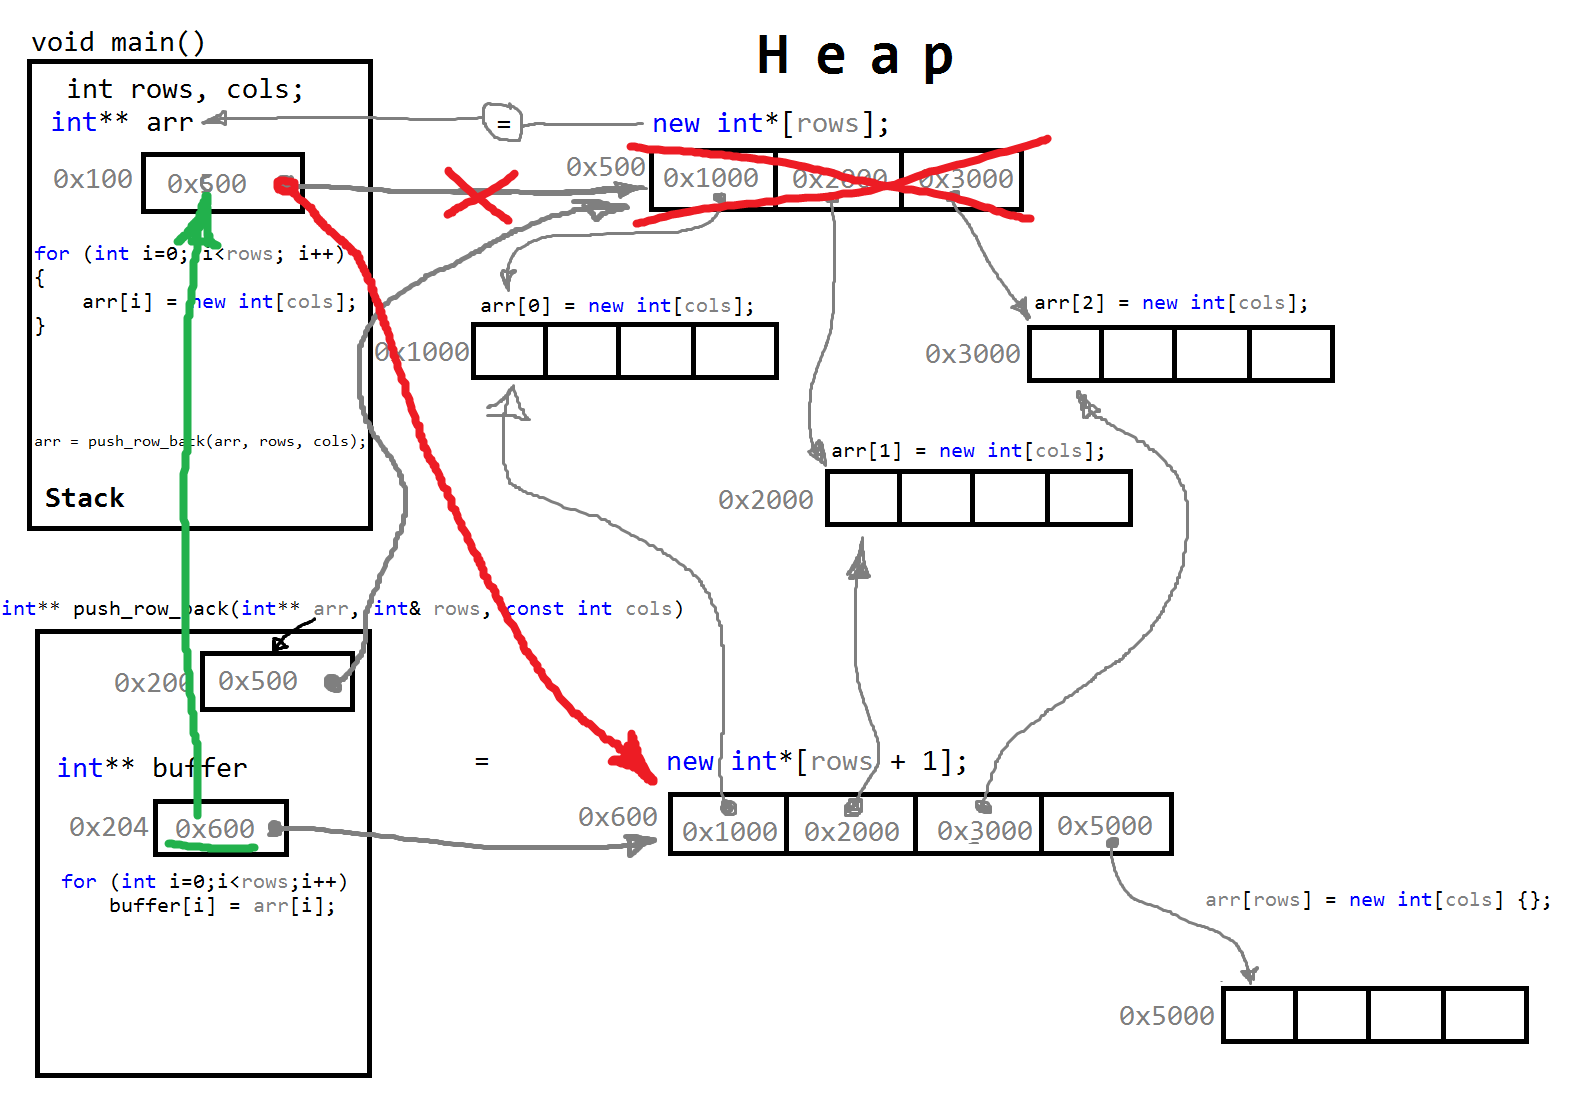 void main()
H e a p
int rows, cols;
int** arr
=
new int*[rows];
0x100
0x500
0x500
0x1000
0x2000
0x3000
for (int i=0; i<rows; i++)
{
arr[i] = new int[cols];
}
arr[0] = new int[cols];
0x1000
arr[2] = new int[cols];
0x3000
arr = push_row_back(arr, rows, cols);
arr[1] = new int[cols];
0x2000
Stack
int** push_row_back(int** arr, int& rows, const int cols)
0x200
0x500
int** buffer
=
new int*[rows + 1];
0x204
0x600
0x600
0x1000
0x2000
0x3000
0x5000
for (int i=0;i<rows;i++)
buffer[i] = arr[i];
arr[rows] = new int[cols] {};
0x5000